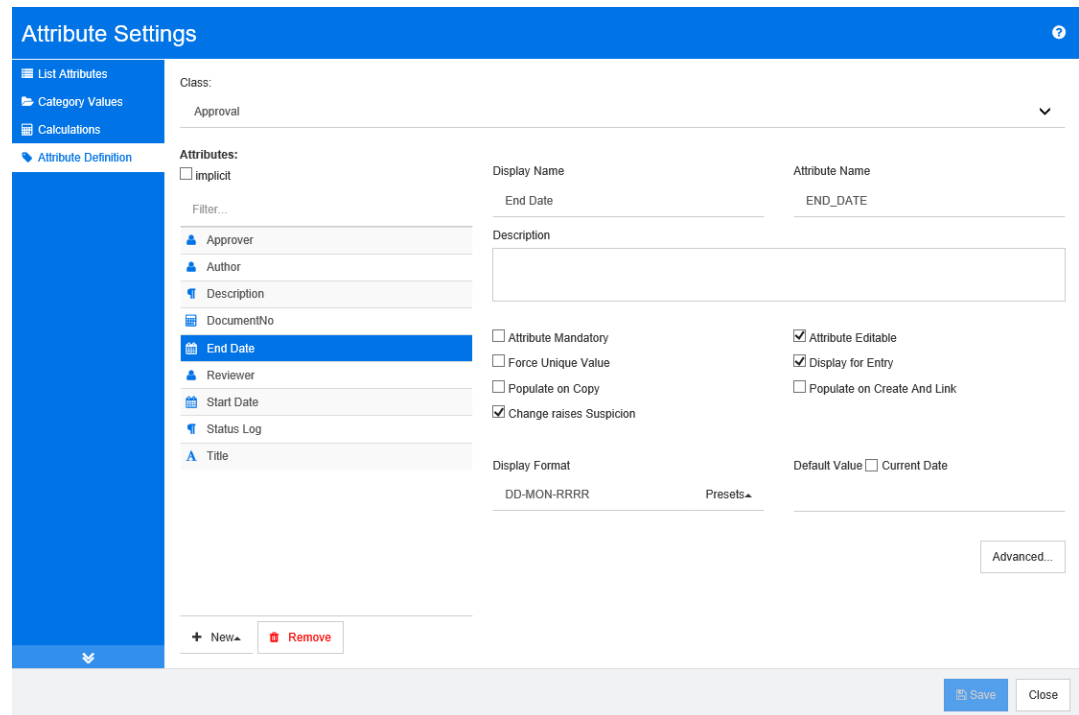 Attribute Settings
List Attributes
Category Values
Calculations
Attribute Definition
Class:
Approval
Attributes:
implicit
Filter...
Approver
Author
Description
DocumentNo
End Date
Reviewer
Start Date
Status Log
Title
New
Remove
Display Name
End Date
Attribute Name
END_DATE
Description
Attribute Mandatory
Attribute Editable
Force Unique Value
Display for Entry
Populate on Copy
Populate on Create And Link
Change raises Suspicion
Display Format
DD-MON-RRRR
Presets
Default Value
Current Date
Advanced...
Save
Close